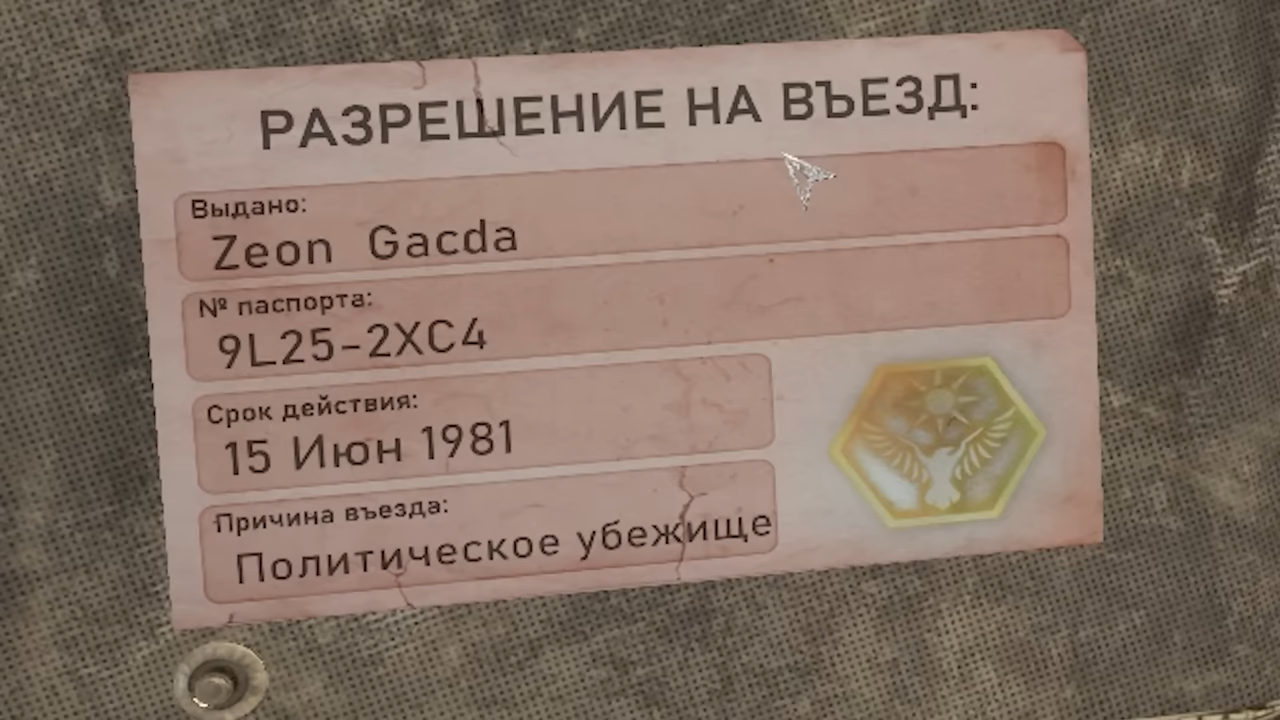 РАЗРЕШЕНИЕ НА ВЪЕЗД:
Выдано:
Zeon Gacda
№ паспорта:
9L25-2XC4
Срок действия:
15 Июн 1981
Причина въезда:
Политическое убежище